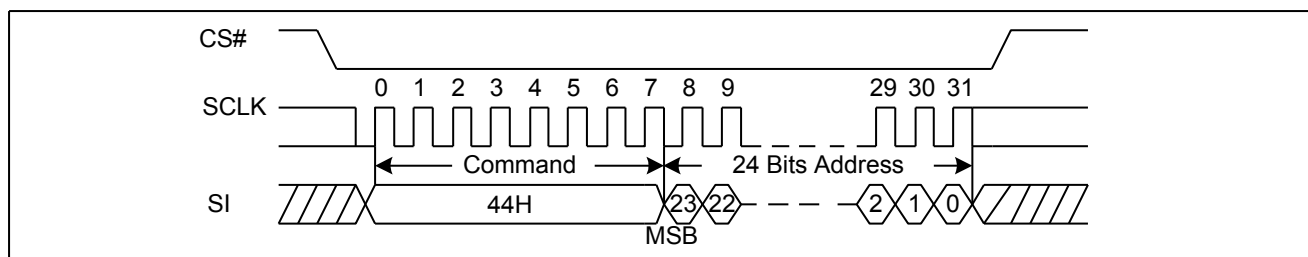 CS#
0 1 2 3 4 5 6 7 8 9 29 30 31
SCLK
Command 24 Bits Address
SI 44H 23 22 2 1 0
MSB